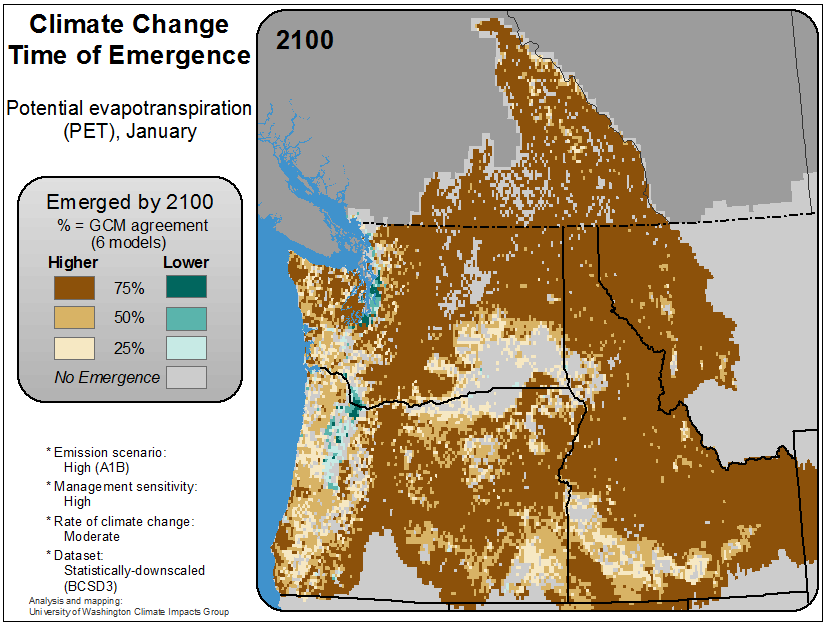 Climate Change
Time of Emergence
Potential evapotranspiration
(PET), January
Emerged by 2100
% = GCM agreement
(6 models)
Higher Lower
75%
50%
25%
No Emergence
* Emission scenario:
High (A1B)
* Management sensitivity:
High
* Rate of climate change:
Moderate
* Dataset:
Statistically-downscaled
(BCSD3)
Analysis and mapping:
University of Washington Climate Impacts Group
2100